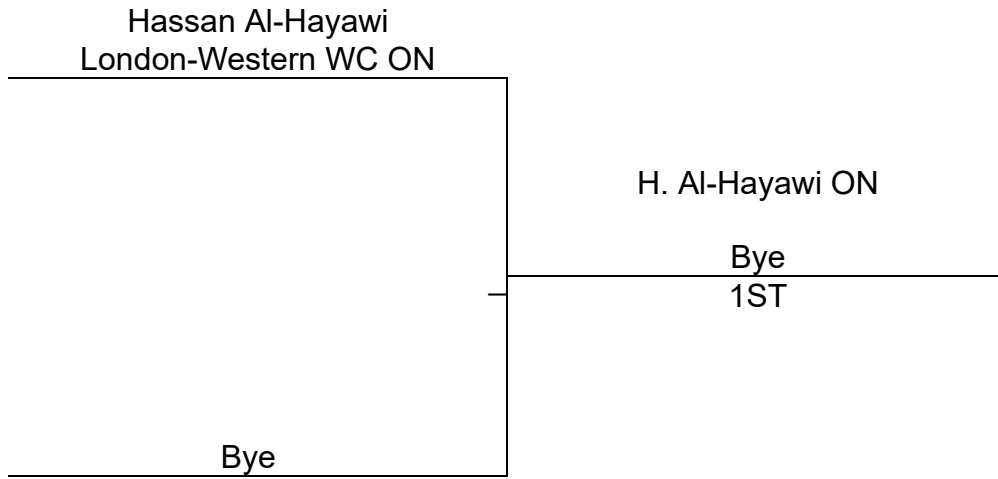 Hassan Al-Hayawi
London-Western WC ON
H. Al-Hayawi ON
Bye
1ST
Bye